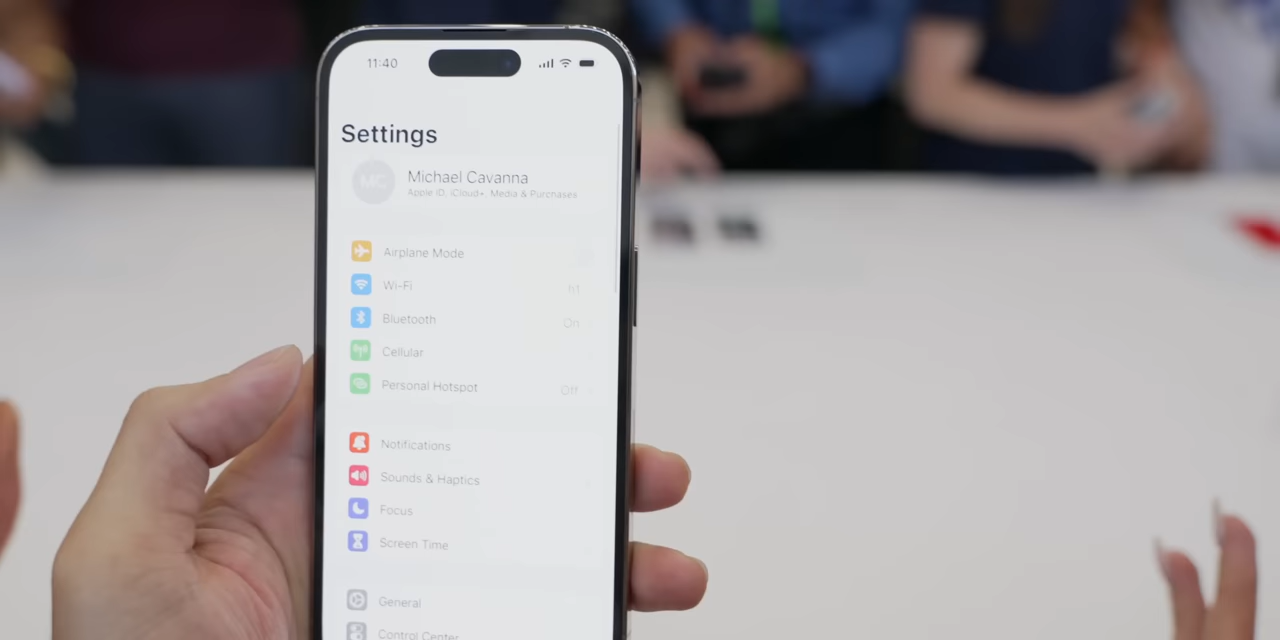 11:40
Settings
MC
Michael Cavanna
Apple ID, iCloud+, Media & Purchases
Airplane Mode
Wi-Fi
Bluetooth On
Cellular
Personal Hotspot Off
Notifications
Sounds & Haptics
Focus
Screen Time
General
Control Center